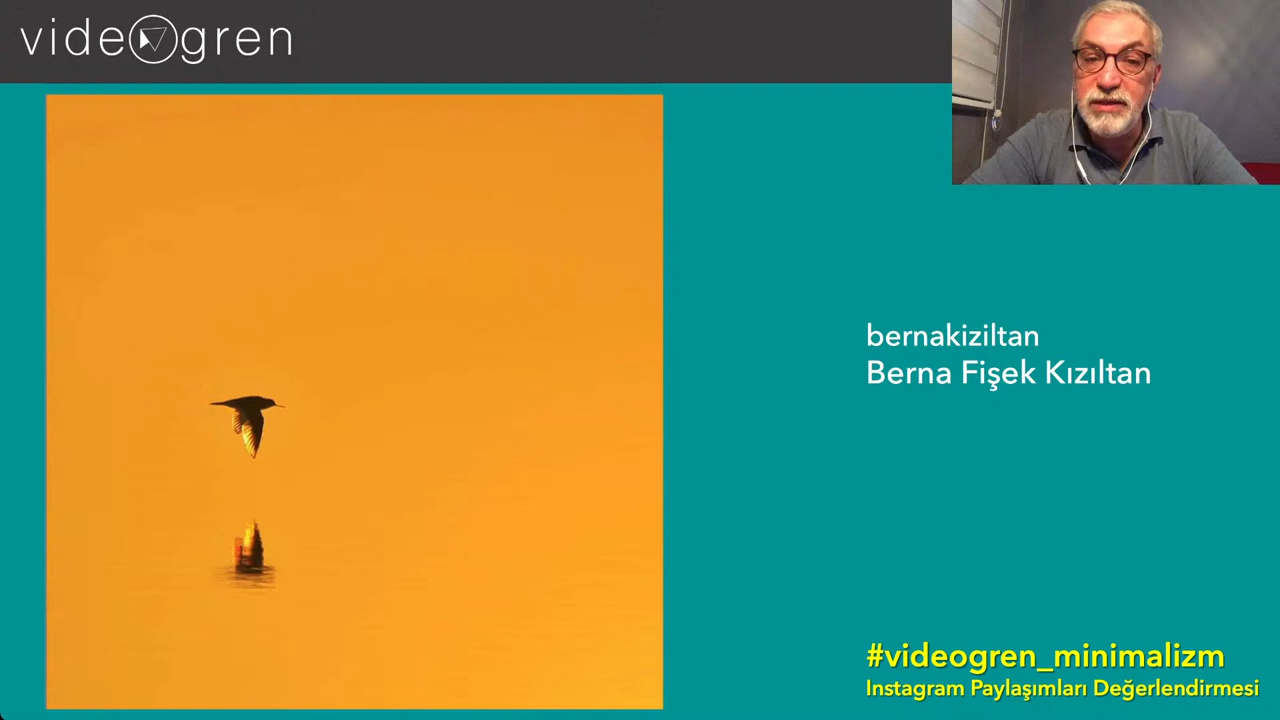 videogren
bernakiziltan
Berna Fişek Kızıltan
#videogren_minimalizm
Instagram Paylaşımları Değerlendirmesi